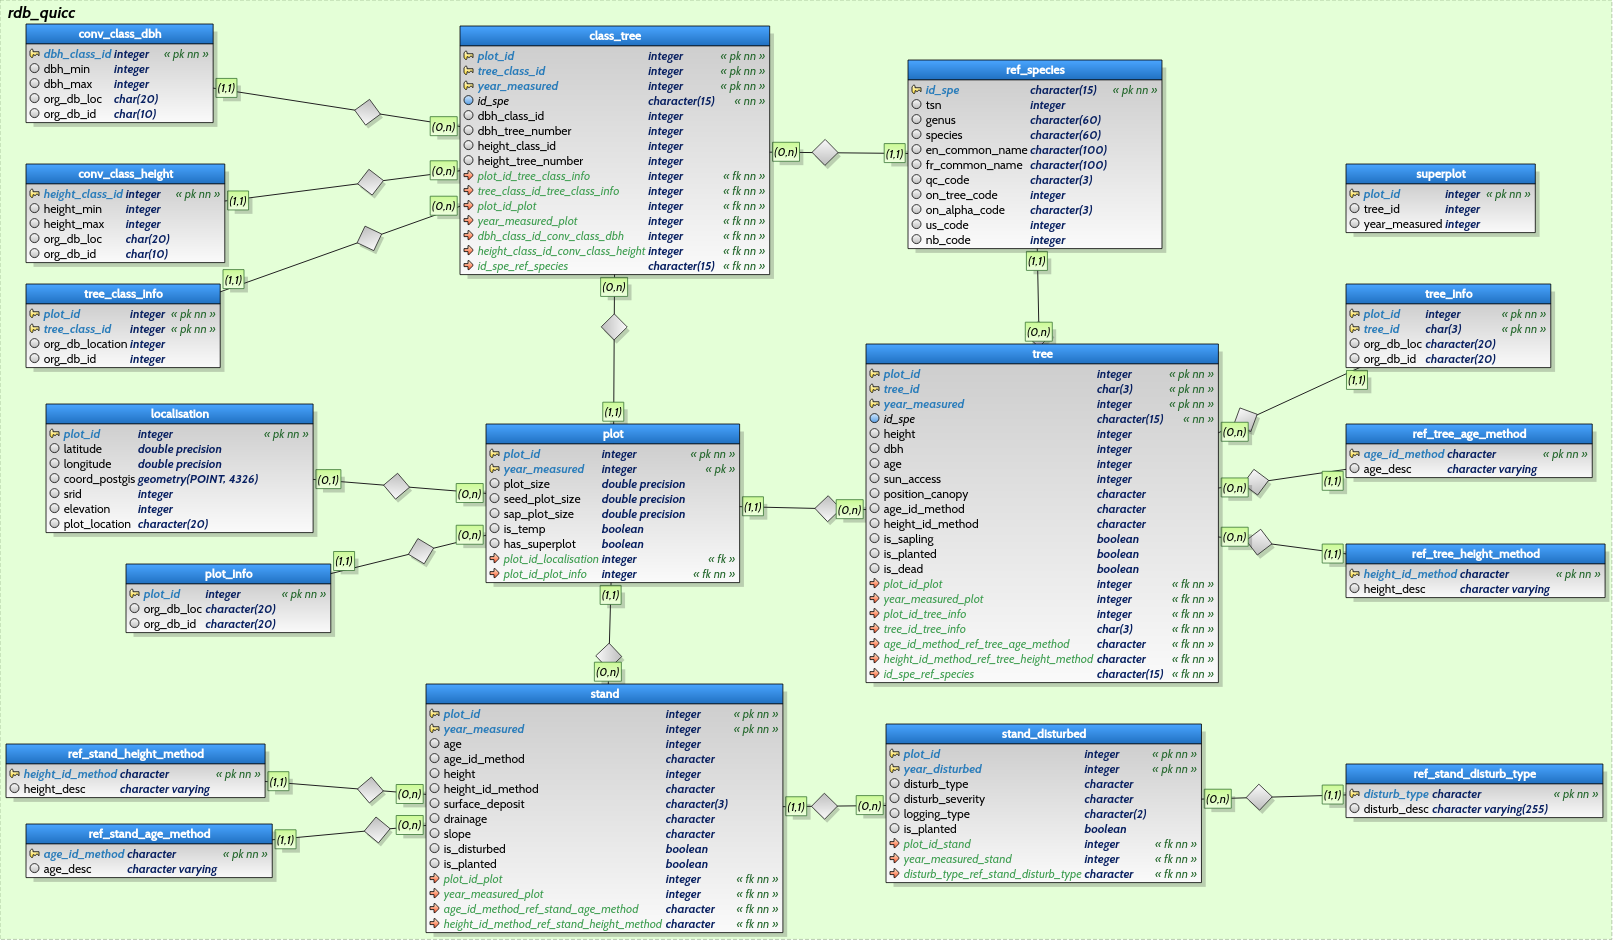 rdb_quicc
conv_class_dbh
dbh_class_id integer « pk nn »
dbh_min integer
dbh_max integer
org_db_loc char(20)
org_db_id char(10)
(1,1)
(0,n)
conv_class_height
height_class_id integer « pk nn »
height_min integer
height_max integer
org_db_loc char(20)
org_db_id char(10)
(1,1)
(0,n)
tree_class_info
plot_id integer « pk nn »
tree_class_id integer « pk nn »
org_db_location integer
org_db_id integer
(1,1)
(0,n)
class_tree
plot_id integer « pk nn »
tree_class_id integer « pk nn »
year_measured integer « pk nn »
id_spe character(15) « nn »
dbh_class_id integer
dbh_tree_number integer
height_class_id integer
height_tree_number integer
plot_id_tree_class_info integer « fk nn »
tree_class_id_tree_class_info integer « fk nn »
plot_id_plot integer « fk nn »
year_measured_plot integer « fk nn »
dbh_class_id_conv_class_dbh integer « fk nn »
height_class_id_conv_class_height integer « fk nn »
id_spe_ref_species character(15) « fk nn »
(0,n)
(1,1)
(0,n)
(1,1)
ref_species
id_spe character(15) « pk nn »
tsn integer
genus character(60)
species character(60)
en_common_name character(100)
fr_common_name character(100)
qc_code character(3)
on_tree_code integer
on_alpha_code character(3)
us_code integer
nb_code integer
(1,1)
(0,n)
superplot
plot_id integer « pk nn »
tree_id integer
year_measured integer
tree_info
plot_id integer « pk nn »
tree_id char(3) « pk nn »
org_db_loc character(20)
org_db_id character(20)
(1,1)
(0,n)
localisation
plot_id integer « pk nn »
latitude double precision
longitude double precision
coord_postgis geometry(POINT, 4326)
srid integer
elevation integer
plot_location character(20)
(0,1)
(0,n)
plot_info
plot_id integer « pk nn »
org_db_loc character(20)
org_db_id character(20)
(1,1)
(0,n)
plot
plot_id integer « pk nn »
year_measured integer « pk »
plot_size double precision
seed_plot_size double precision
sap_plot_size double precision
is_temp boolean
has_superplot boolean
plot_id_localisation integer « fk »
plot_id_plot_info integer « fk nn »
(1,1)
(0,n)
(1,1)
(0,n)
tree
plot_id integer « pk nn »
tree_id char(3) « pk nn »
year_measured integer « pk nn »
id_spe character(15) « nn »
height integer
dbh integer
age integer
sun_access integer
position_canopy character
age_id_method character
height_id_method character
is_sapling boolean
is_planted boolean
is_dead boolean
plot_id_plot integer « fk nn »
year_measured_plot integer « fk nn »
plot_id_tree_info integer « fk nn »
tree_id_tree_info char(3) « fk nn »
age_id_method_ref_tree_age_method character « fk nn »
height_id_method_ref_tree_height_method character « fk nn »
id_spe_ref_species character(15) « fk nn »
(0,n)
(1,1)
ref_tree_age_method
age_id_method character « pk nn »
age_desc character varying
(0,n)
(1,1)
ref_tree_height_method
height_id_method character « pk nn »
height_desc character varying
stand
plot_id integer « pk nn »
year_measured integer « pk nn »
age integer
age_id_method character
height integer
height_id_method character
surface_deposit character(3)
drainage character
slope character
is_disturbed boolean
is_planted boolean
plot_id_plot integer « fk nn »
year_measured_plot integer « fk nn »
age_id_method_ref_stand_age_method character « fk nn »
height_id_method_ref_stand_height_method character « fk nn »
ref_stand_height_method
height_id_method character « pk nn »
height_desc character varying
(1,1)
(0,n)
ref_stand_age_method
age_id_method character « pk nn »
age_desc character varying
(1,1)
(0,n)
(1,1)
(0,n)
stand_disturbed
plot_id integer « pk nn »
year_disturbed integer « pk nn »
disturb_type character
disturb_severity character
logging_type character(2)
is_planted boolean
plot_id_stand integer « fk nn »
year_measured_stand integer « fk nn »
disturb_type_ref_stand_disturb_type character « fk nn »
(0,n)
(1,1)
ref_stand_disturb_type
disturb_type character « pk nn »
disturb_desc character varying(255)